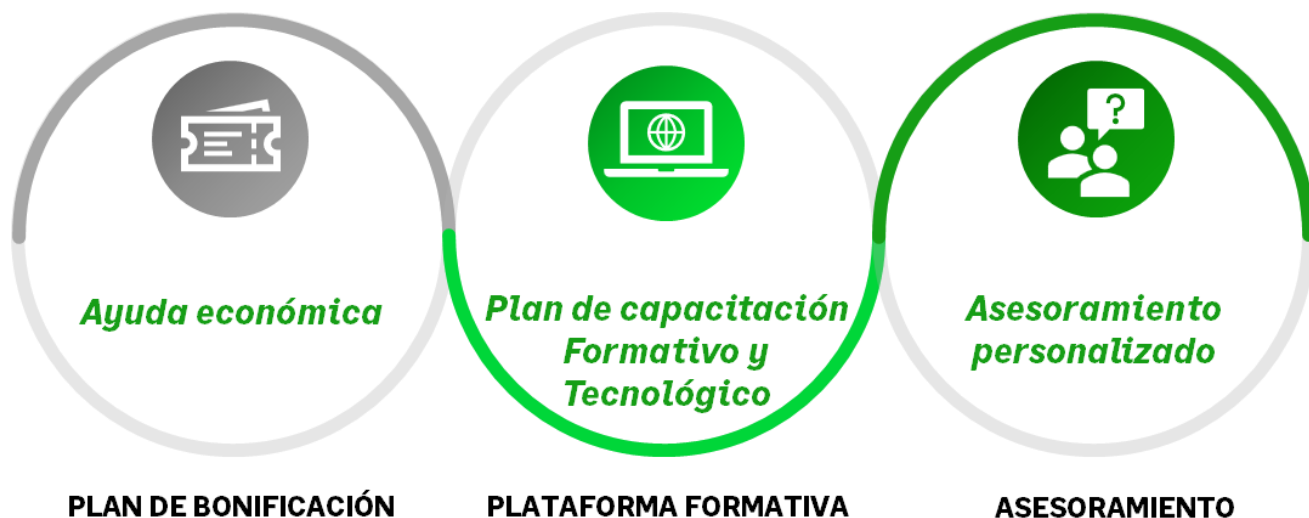 ?
Ayuda económica
Plan de capacitación
Formativo y
Tecnológico
Asesoramiento
personalizado
PLAN DE BONIFICACIÓN
PLATAFORMA FORMATIVA
ASESORAMIENTO